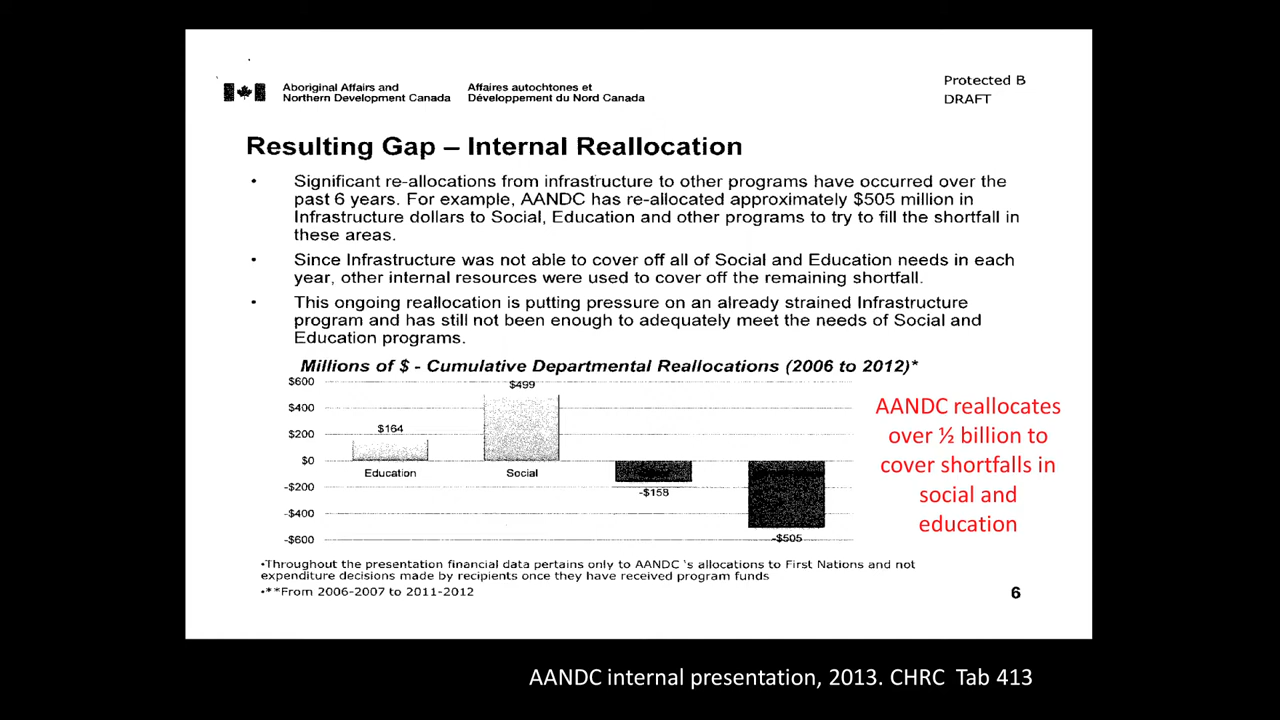 Aboriginal Affairs and
Northern Development Canada
Affaires autochtones et
Développement du Nord Canada
Protected B
DRAFT
Resulting Gap – Internal Reallocation
• Significant re-allocations from infrastructure to other programs have occurred over the
past 6 years. For example, AANDC has re-allocated approximately $505 million in
Infrastructure dollars to Social, Education and other programs to try to fill the shortfall in
these areas.
• Since Infrastructure was not able to cover off all of Social and Education needs in each
year, other internal resources were used to cover off the remaining shortfall.
• This ongoing reallocation is putting pressure on an already strained Infrastructure
program and has still not been enough to adequately meet the needs of Social and
Education programs.
Millions of $ - Cumulative Departmental Reallocations (2006 to 2012)*
$600
$400
$200
$0
-$200
-$400
-$600
$164
Education
$499
Social
-$158
-$505
AANDC reallocates
over ½ billion to
cover shortfalls in
social and
education
•Throughout the presentation financial data pertains only to AANDC 's allocations to First Nations and not
expenditure decisions made by recipients once they have received program funds
•**From 2006-2007 to 2011-2012
6
AANDC internal presentation, 2013. CHRC Tab 413